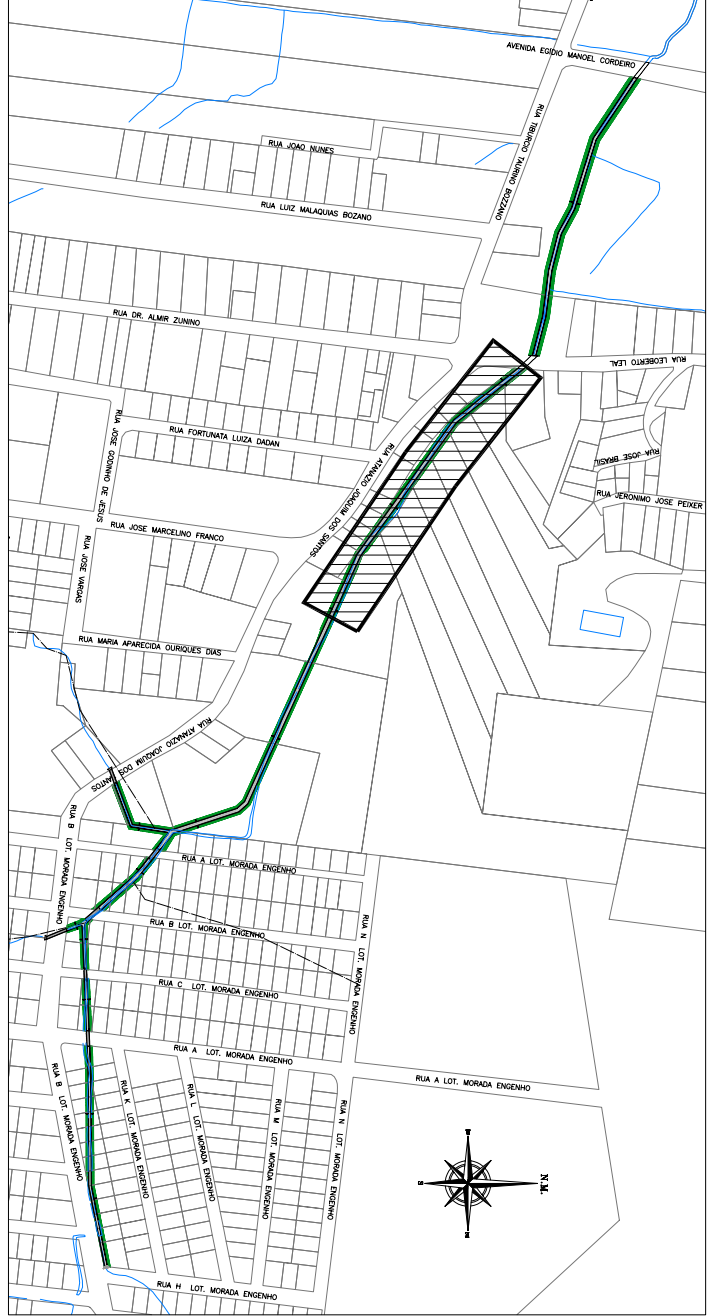 AVENIDA EGIDIO MANOEL CORDEIRO
RUA TIBURCIO TAURINO BOZZANO
RUA JOAO NUNES
RUA LUIZ MALAQUIAS BOZANO
RUA DR. ALMIR ZUNINO
RUA LEOBERTO LEAL
RUA JOSE BRASIL
RUA JERONIMO JOSE PEIXER
RUA FORTUNATA LUIZA DADAN
RUA ATANAZIO JOAQUIM DOS SANTOS
RUA JOSE GODINHO DE JESUS
RUA JOSE MARCELINO FRANCO
RUA JOSE VARGAS
RUA MARIA APARECIDA OURIQUES DIAS
RUA ATANAZIO JOAQUIM DOS SANTOS
RUA B LOT. MORADA ENGENHO
RUA A LOT. MORADA ENGENHO
RUA B LOT. MORADA ENGENHO
RUA N LOT. MORADA ENGENHO
RUA C LOT. MORADA ENGENHO
RUA A LOT. MORADA ENGENHO
RUA A LOT. MORADA ENGENHO
RUA B LOT. MORADA ENGENHO
RUA K LOT. MORADA ENGENHO
RUA L LOT. MORADA ENGENHO
RUA M LOT. MORADA ENGENHO
RUA N LOT. MORADA ENGENHO
RUA H LOT. MORADA ENGENHO
N.M.